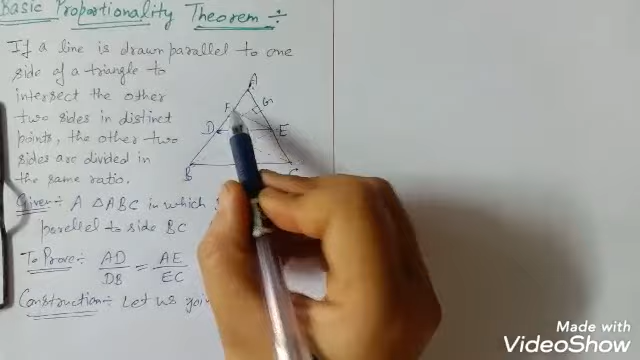 Basic Proportionality Theorem ÷
If a line is drawn parallel to one
side of a triangle to
intersect the other
two sides in distinct
points, the other two
sides are divided in
the same ratio.
A
F G
D E
B C
Given ÷ A △ABC in which
parellel to side BC
To Prove ÷ AD/DB = AE/EC
Construction ÷ Let us join
Made with
VideoShow